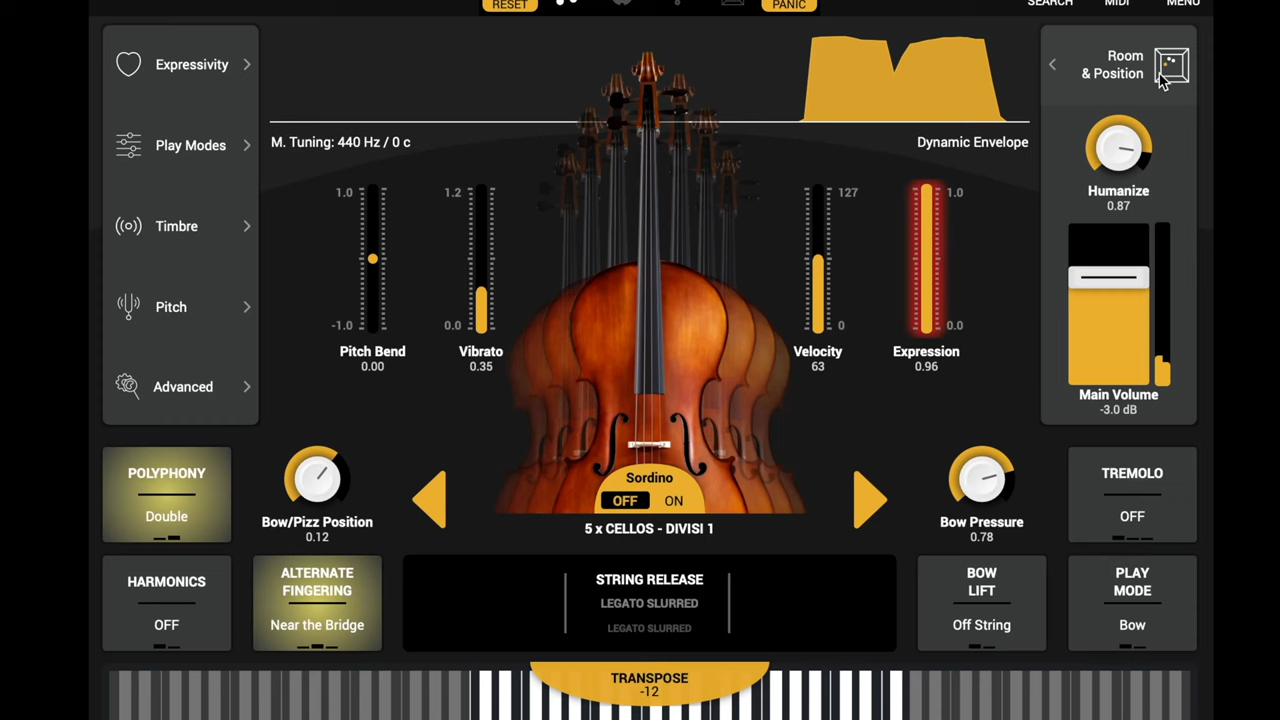 RESET
PANIC
SEARCH
MIDI
MENU
Expressivity
Play Modes
Timbre
Pitch
Advanced
M. Tuning: 440 Hz / 0 c
Dynamic Envelope
Room
& Position
Humanize
0.87
1.0
-1.0
Pitch Bend
0.00
1.2
0.0
Vibrato
0.35
127
0
Velocity
63
1.0
0.0
Expression
0.96
Main Volume
-3.0 dB
POLYPHONY
Double
Bow/Pizz Position
0.12
Sordino
OFF ON
5 x CELLOS - DIVISI 1
Bow Pressure
0.78
TREMOLO
OFF
HARMONICS
OFF
ALTERNATE
FINGERING
Near the Bridge
STRING RELEASE
LEGATO SLURRED
LEGATO SLURRED
BOW
LIFT
Off String
PLAY
MODE
Bow
TRANSPOSE
-12